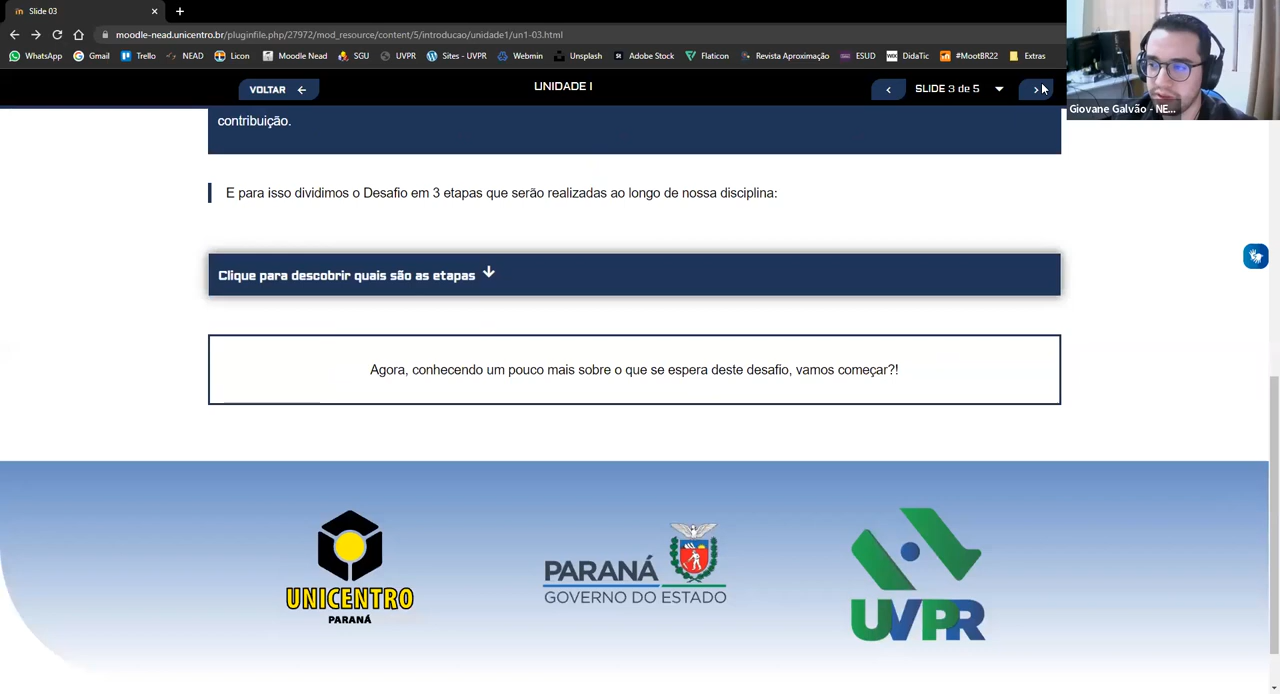 Slide 03
moodle-nead.unicentro.br/pluginfile.php/27972/mod_resource/content/5/introducao/unidade1/un1-03.html
WhatsApp Gmail Trello NEAD Licon Moodle Nead SGU UVPR Sites - UVPR Webmin Unsplash Adobe Stock Flaticon Revista Aproximação ESUD DidaTic #MootBR22 Extras
VOLTAR UNIDADE I SLIDE 3 de 5
Giovane Galvão - NE...
contribuição.
E para isso dividimos o Desafio em 3 etapas que serão realizadas ao longo de nossa disciplina:
Clique para descobrir quais são as etapas
Agora, conhecendo um pouco mais sobre o que se espera deste desafio, vamos começar?!
UNICENTRO
PARANÁ
PARANÁ
GOVERNO DO ESTADO
UVPR